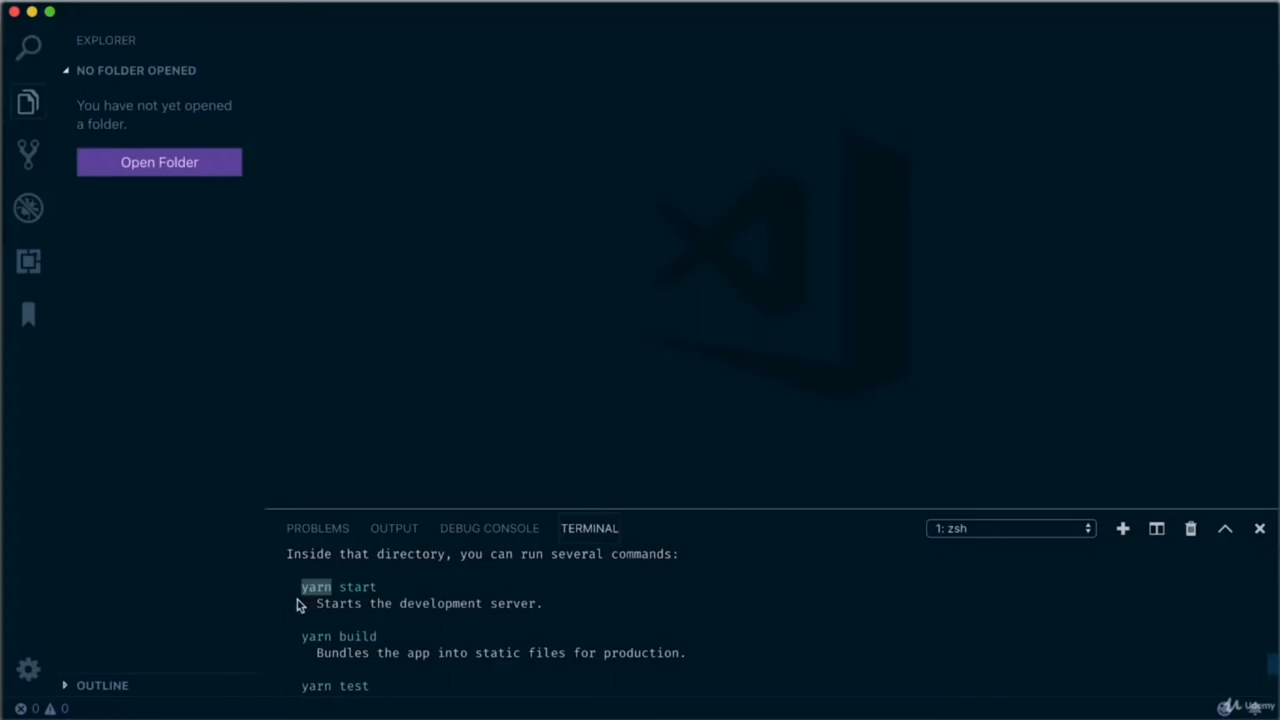 EXPLORER
NO FOLDER OPENED
You have not yet opened
a folder.
Open Folder
OUTLINE
0 0
PROBLEMS OUTPUT DEBUG CONSOLE TERMINAL 1: zsh
Inside that directory, you can run several commands:
yarn start
Starts the development server.
yarn build
Bundles the app into static files for production.
yarn test
Udemy